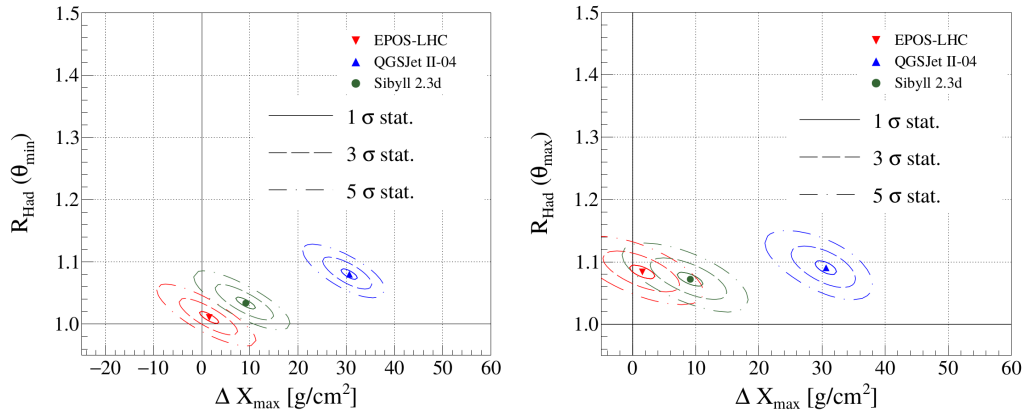 1.5
1.4
1.3
1.2
1.1
1.0
R_Had (θ_min)
EPOS-LHC
QGSJet II-04
Sibyll 2.3d
1 σ stat.
3 σ stat.
5 σ stat.
−20 −10 0 10 20 30 40 50 60
Δ X_max [g/cm²]
1.5
1.4
1.3
1.2
1.1
1.0
R_Had (θ_max)
EPOS-LHC
QGSJet II-04
Sibyll 2.3d
1 σ stat.
3 σ stat.
5 σ stat.
0 10 20 30 40 50 60
Δ X_max [g/cm²]